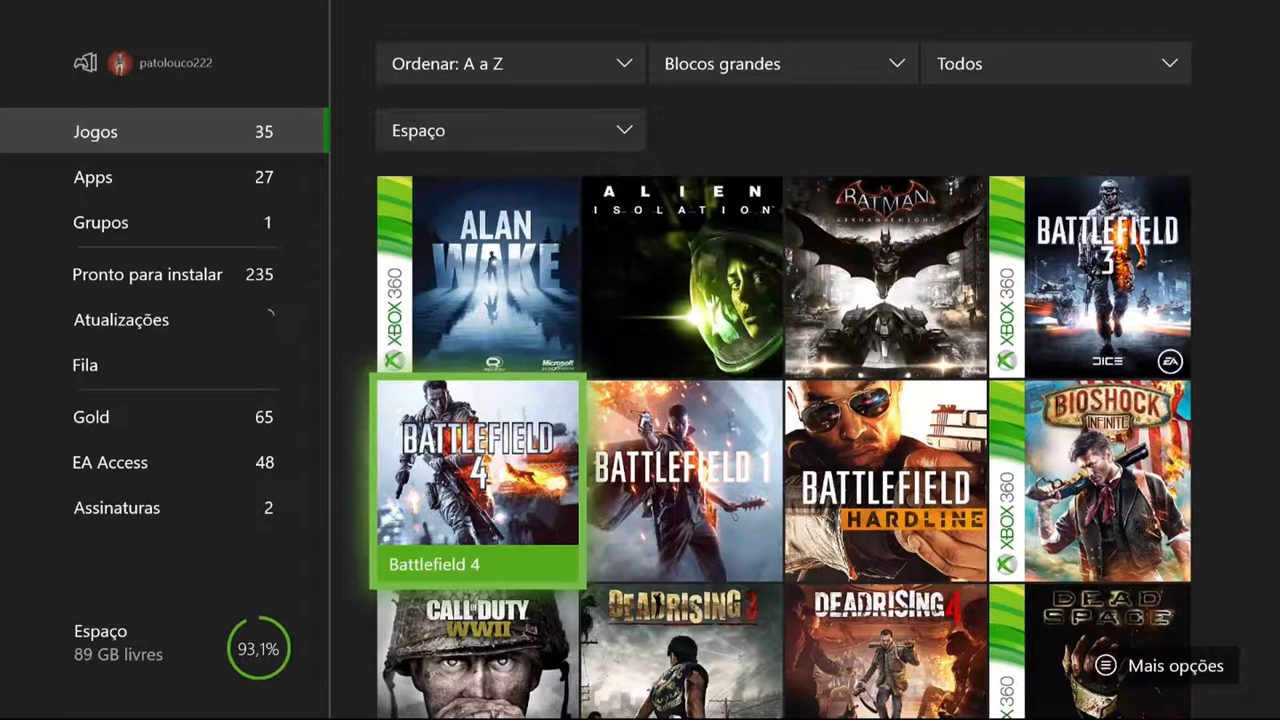 patolouco222
Jogos 35
Apps 27
Grupos 1
Pronto para instalar 235
Atualizações
Fila
Gold 65
EA Access 48
Assinaturas 2
Espaço
89 GB livres
93,1%
Ordenar: A a Z
Blocos grandes
Todos
Espaço
XBOX 360
ALAN
WAKE
Microsoft
ALIEN
ISOLATION
BATMAN
ARKHAM KNIGHT
XBOX 360
BATTLEFIELD
3
DICE
EA
BATTLEFIELD
4
Battlefield 4
BATTLEFIELD 1
BATTLEFIELD
HARDLINE
XBOX 360
BIOSHOCK
INFINITE
CALL OF DUTY
WWII
DEADRISING 3
DEADRISING 4
360
DEAD
SPACE
Mais opções